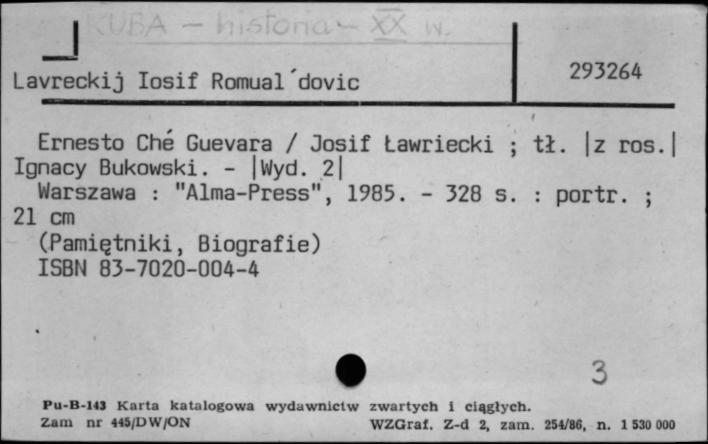 KUBA - historia - XX w.
293264
Lavreckij Iosif Romual´dovic
Ernesto Ché Guevara / Josif Ławriecki ; tł. |z ros.|
Ignacy Bukowski. - |Wyd. 2|
Warszawa : "Alma-Press", 1985. - 328 s. : portr. ;
21 cm
(Pamiętniki, Biografie)
ISBN 83-7020-004-4
3
Pu-B-143 Karta katalogowa wydawnictw zwartych i ciągłych.
Zam nr 445/DW/ON WZGraf. Z-d 2, zam. 254/86, n. 1 530 000